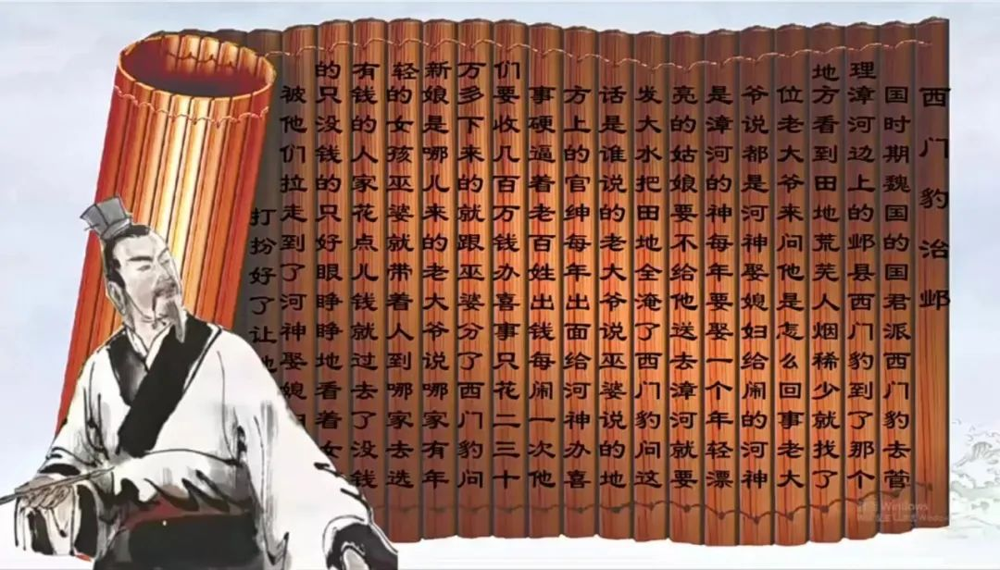 西门豹治邺
国时期魏国的国君派西门豹去管
理漳河边上的邺县西门豹到了那个
地方看到田地荒芜人烟稀少就找了
位老大爷来问他是怎么回事老大
爷说都是河神娶媳妇给闹的河神
是漳河的神每年要娶一个年轻漂
亮的姑娘要不给他送去漳河就要
发大水把田地全淹了西门豹问这
话是谁说的老大爷说巫婆说的地
方上的官绅每年出面给河神办喜
事硬逼着老百姓出钱每闹一次他
们要收几百万钱办喜事只花二三十
万多下来的就跟巫婆分了西门豹问
新娘是哪儿来的老大爷说哪家有年
轻的女孩巫婆就带着人到哪家去选
有钱的人家花点儿钱就过去了没钱
的只没钱的只好眼睁睁地看着女
被他们拉走到了河神娶媳
打扮好了让她